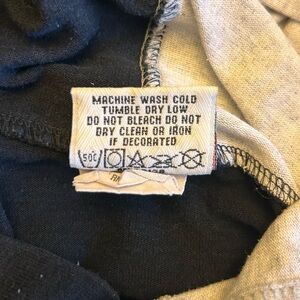 MACHINE WASH COLD
TUMBLE DRY LOW
DO NOT BLEACH DO NOT
DRY CLEAN OR IRON
IF DECORATED